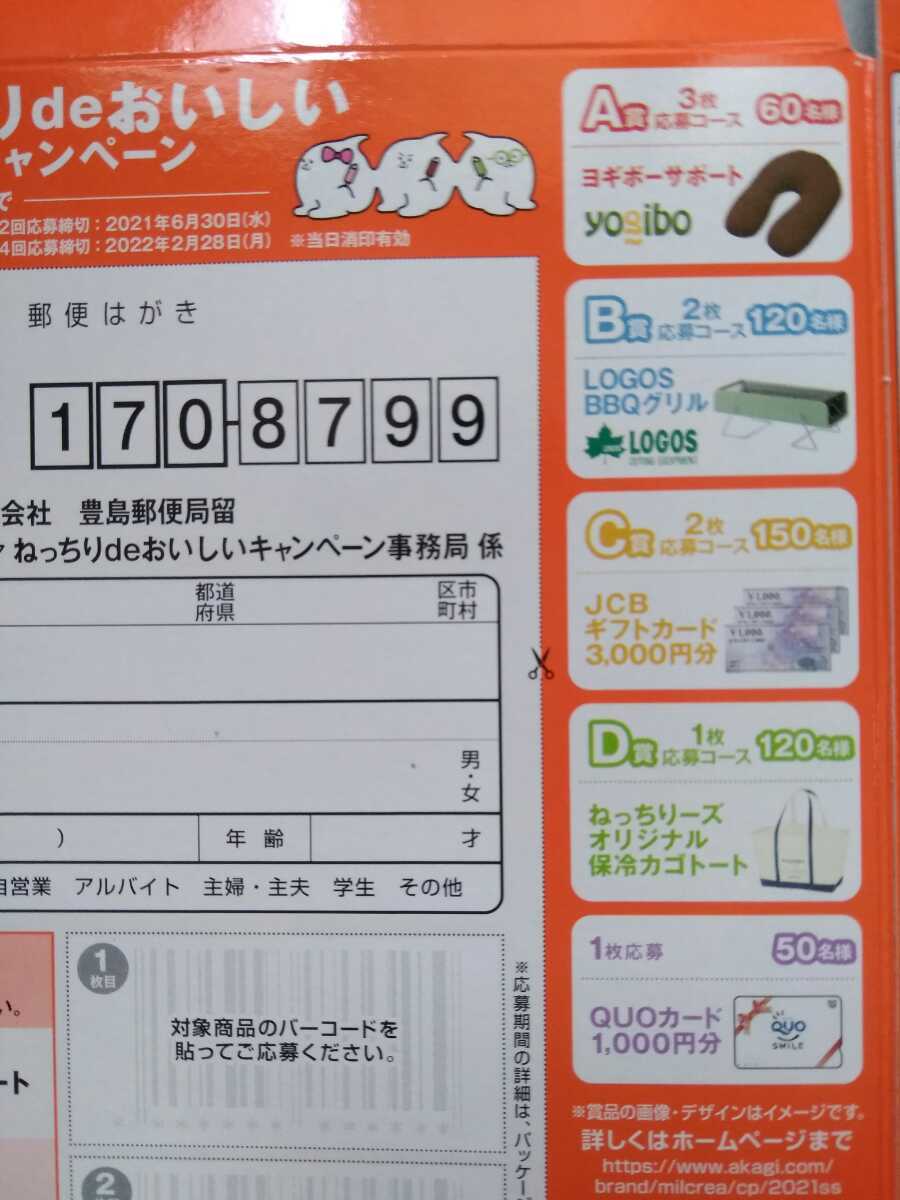 リdeおいしい
ャンペーン
で
2回応募締切：2021年6月30日(水)
4回応募締切：2022年2月28日(月)
※当日消印有効
郵便はがき
170-8799
会社 豊島郵便局留
ねっちりdeおいしいキャンペーン事務局 係
都道
府県
区市
町村
男・女
)
年 齢
才
自営業 アルバイト 主婦・主夫 学生 その他
い。
ート
1
枚目
対象商品のバーコードを
貼ってご応募ください。
2
※応募期間の詳細は、パッケージ
A賞 3枚応募コース 60名様
ヨギボーサポート
yogibo
B賞 2枚応募コース 120名様
LOGOS
BBQグリル
LOGOS
C賞 2枚応募コース 150名様
JCB
ギフトカード
3,000円分
¥1,000
¥1,000
¥1,000
D賞 1枚応募コース 120名様
ねっちりーズ
オリジナル
保冷カゴトート
1枚応募 50名様
QUOカード
1,000円分
QUO
SMILE
※賞品の画像・デザインはイメージです。
詳しくはホームページまで
https://www.akagi.com/
brand/milcrea/cp/2021ss